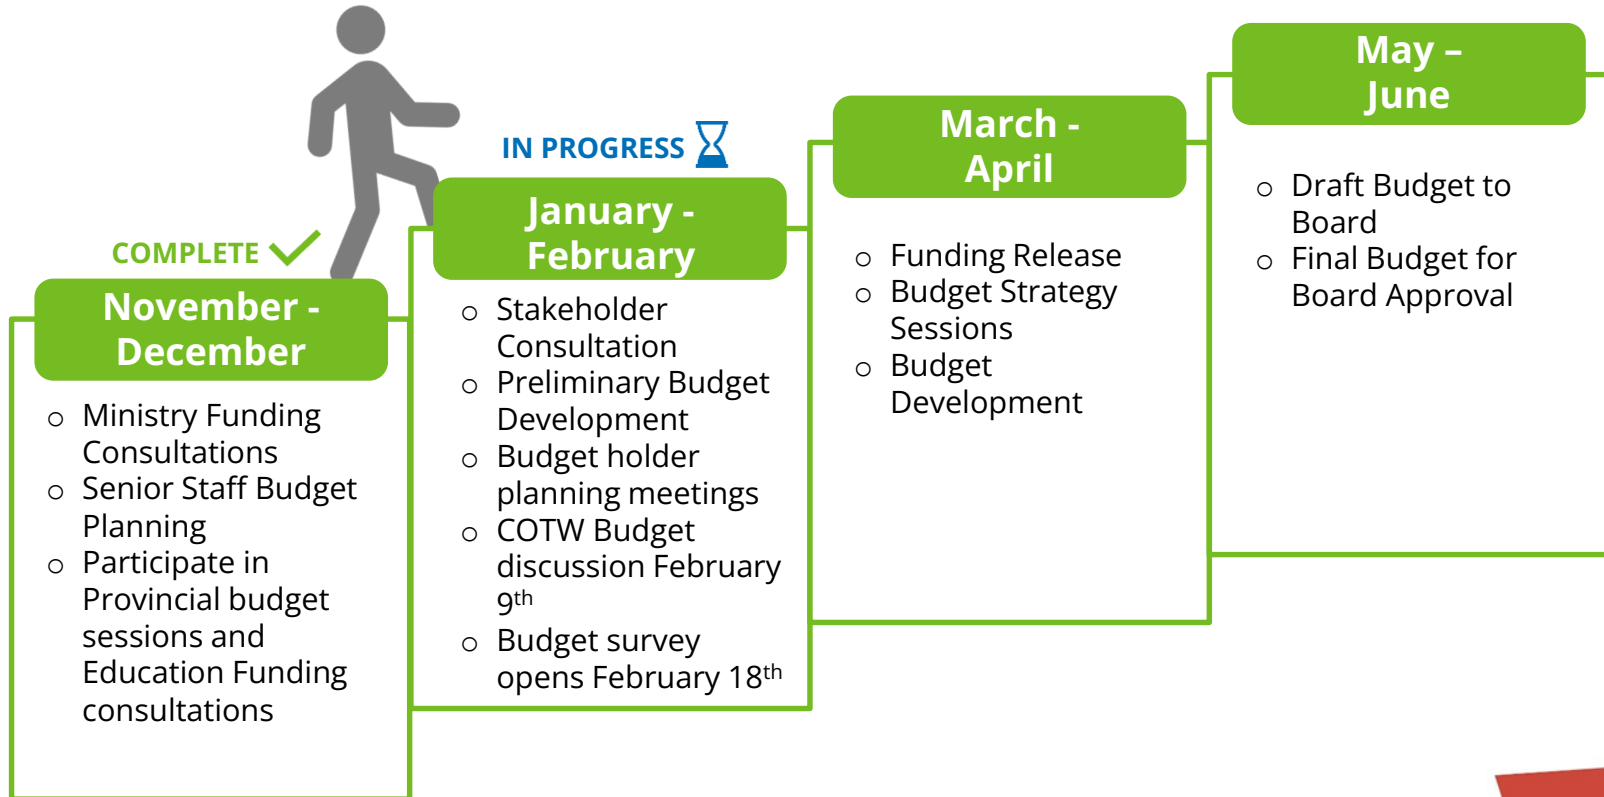 COMPLETE
November -
December
o Ministry Funding
Consultations
o Senior Staff Budget
Planning
o Participate in
Provincial budget
sessions and
Education Funding
consultations
IN PROGRESS
January -
February
o Stakeholder
Consultation
o Preliminary Budget
Development
o Budget holder
planning meetings
o COTW Budget
discussion February
9th
o Budget survey
opens February 18th
March -
April
o Funding Release
o Budget Strategy
Sessions
o Budget
Development
May –
June
o Draft Budget to
Board
o Final Budget for
Board Approval